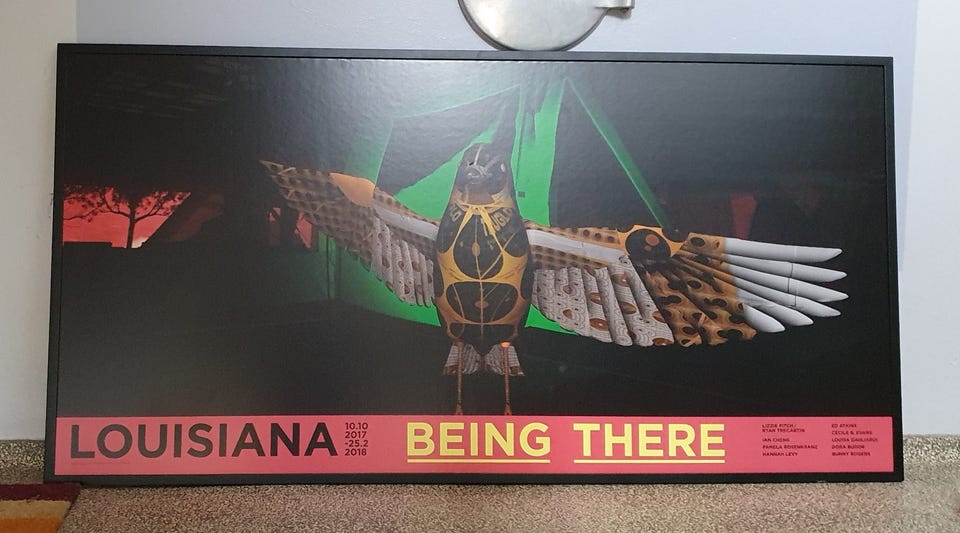 LOUISIANA
10.10
2017
-25.2
2018
BEING THERE
LIZZIE FITCH/
RYAN TRECARTIN
IAN CHENG
PAMELA ROSENKRANZ
HANNAH LEVY
ED ATKINS
CÉCILE B. EVANS
LOUISA GAGLIARDI
DORA BUDOR
BUNNY ROGERS